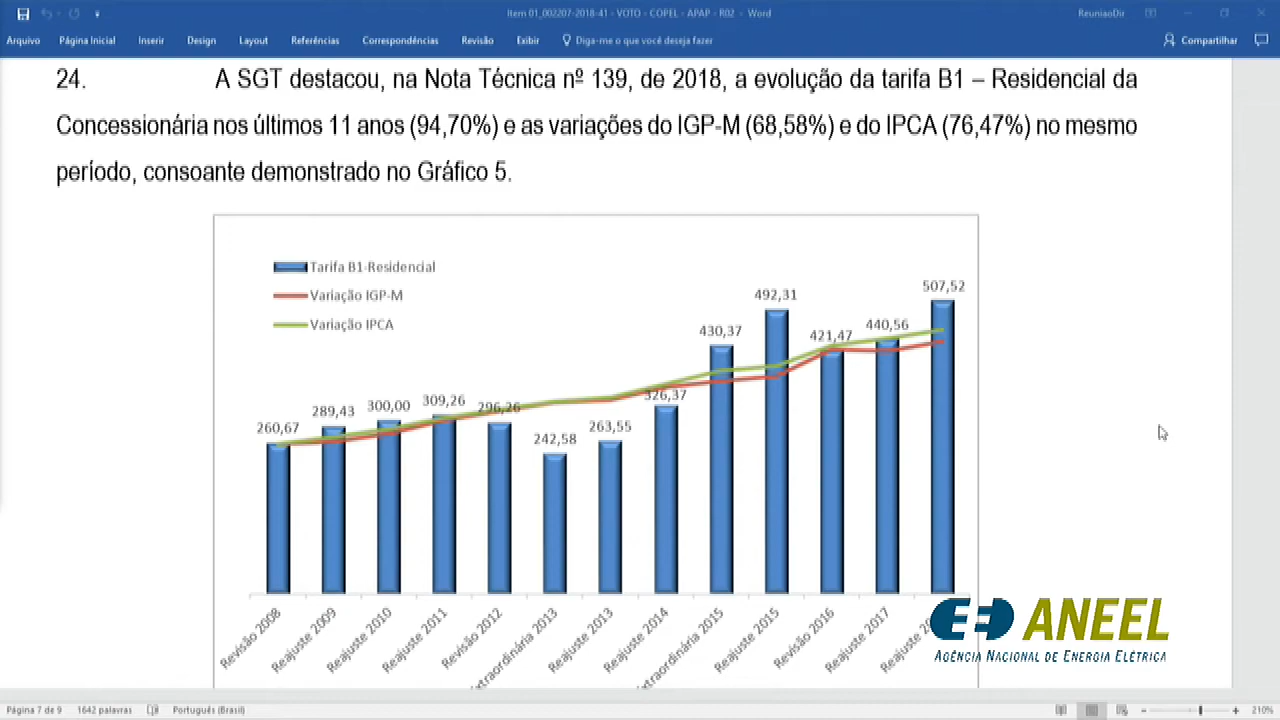 Item 01_002207-2018-41 - VOTO - COPEL - APAP - R02 - Word
ReuniaoDir
Arquivo Página Inicial Inserir Design Layout Referências Correspondências Revisão Exibir Diga-me o que você deseja fazer Compartilhar
24. A SGT destacou, na Nota Técnica nº 139, de 2018, a evolução da tarifa B1 – Residencial da
Concessionária nos últimos 11 anos (94,70%) e as variações do IGP-M (68,58%) e do IPCA (76,47%) no mesmo
período, consoante demonstrado no Gráfico 5.
Tarifa B1-Residencial
Variação IGP-M
Variação IPCA
260,67
289,43
300,00
309,26
296,26
242,58
263,55
326,37
430,37
492,31
421,47
440,56
507,52
Revisão 2008
Reajuste 2009
Reajuste 2010
Reajuste 2011
Revisão 2012
Extraordinária 2013
Reajuste 2013
Reajuste 2014
Extraordinária 2015
Reajuste 2015
Revisão 2016
Reajuste 2017
Reajuste
ANEEL
AGÊNCIA NACIONAL DE ENERGIA ELÉTRICA
Página 7 de 9 1642 palavras Português (Brasil) 210%